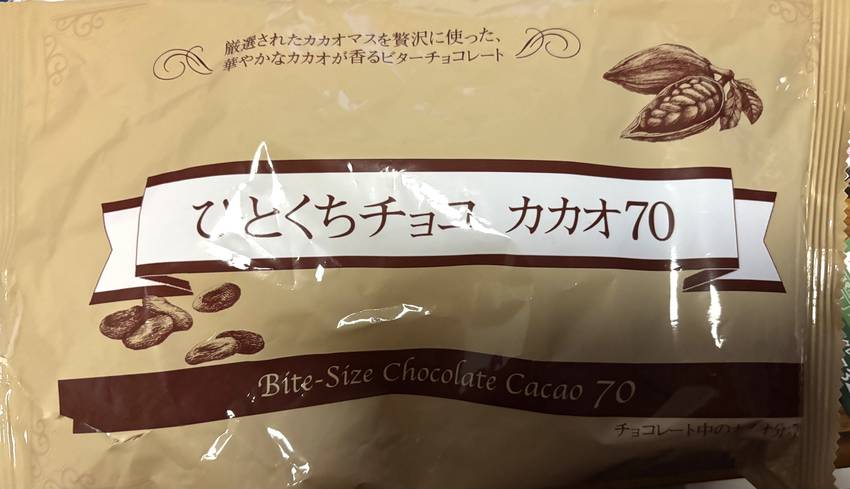 厳選されたカカオマスを贅沢に使った、
華やかなカカオが香るビターチョコレート
ひとくちチョコ カカオ70
Bite-Size Chocolate Cacao 70
チョコレート中の